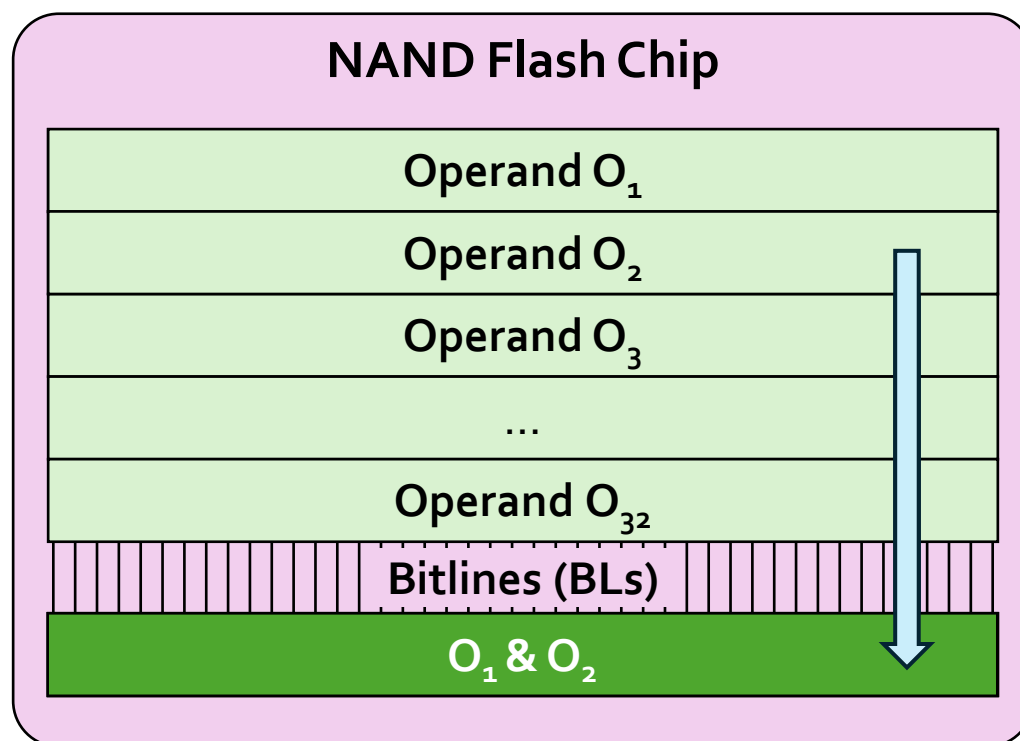 NAND Flash Chip
Operand O₁
Operand O₂
Operand O₃
...
Operand O₃₂
Bitlines (BLs)
O₁ & O₂